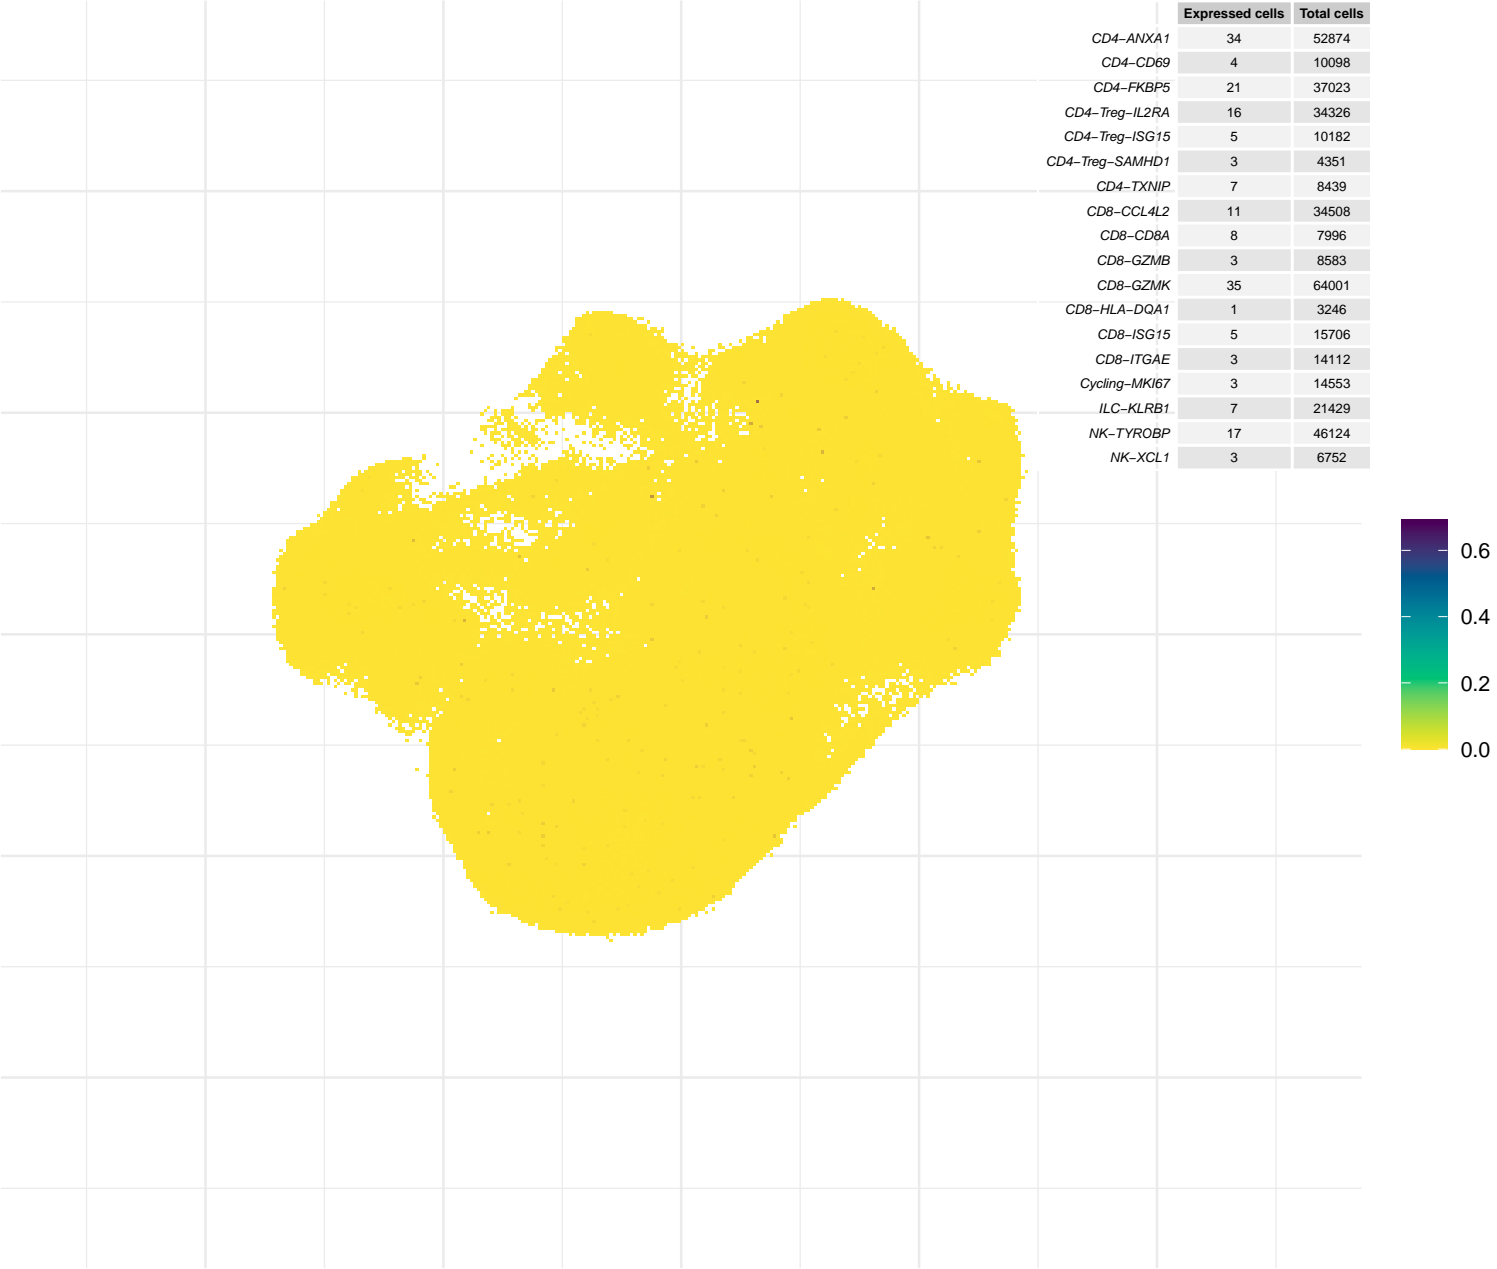 Expressed cells Total cells
CD4−ANXA1 34 52874
CD4−CD69 4 10098
CD4−FKBP5 21 37023
CD4−Treg−IL2RA 16 34326
CD4−Treg−ISG15 5 10182
CD4−Treg−SAMHD1 3 4351
CD4−TXNIP 7 8439
CD8−CCL4L2 11 34508
CD8−CD8A 8 7996
CD8−GZMB 3 8583
CD8−GZMK 35 64001
CD8−HLA−DQA1 1 3246
CD8−ISG15 5 15706
CD8−ITGAE 3 14112
Cycling−MKI67 3 14553
ILC−KLRB1 7 21429
NK−TYROBP 17 46124
NK−XCL1 3 6752
0.6
0.4
0.2
0.0